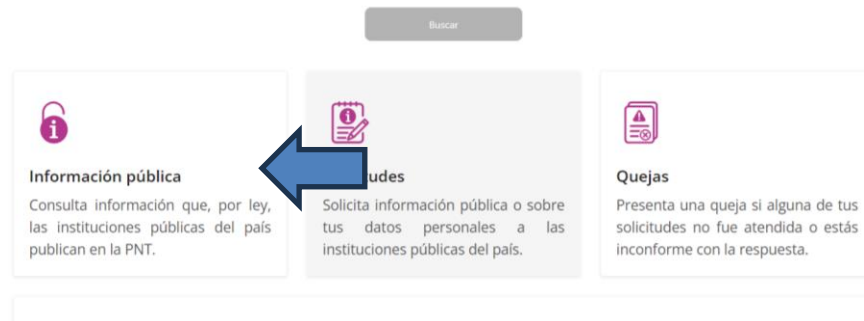 Buscar
Información pública
Consulta información que, por ley,
las instituciones públicas del país
publican en la PNT.
udes
Solicita información pública o sobre
tus datos personales a las
instituciones públicas del país.
Quejas
Presenta una queja si alguna de tus
solicitudes no fue atendida o estás
inconforme con la respuesta.